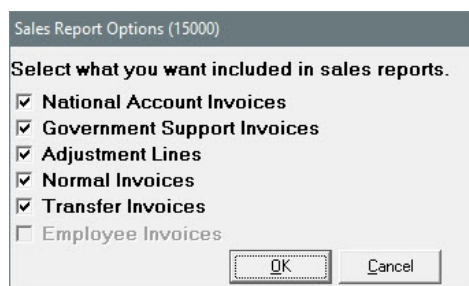 Sales Report Options (15000)
Select what you want included in sales reports.
National Account Invoices
Government Support Invoices
Adjustment Lines
Normal Invoices
Transfer Invoices
Employee Invoices
OK Cancel